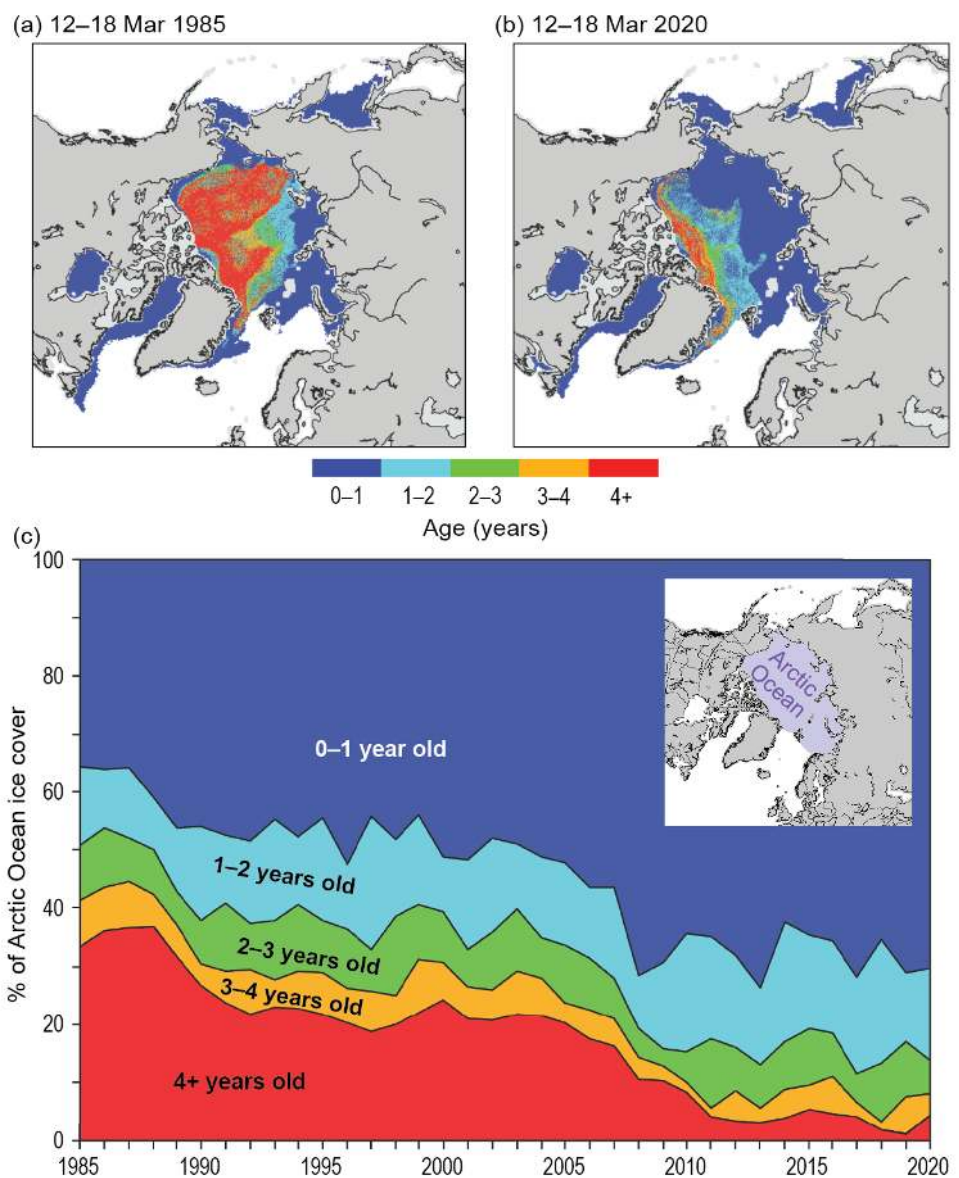 (a) 12–18 Mar 1985
(b) 12–18 Mar 2020
0–1 1–2 2–3 3–4 4+
Age (years)
(c)
% of Arctic Ocean ice cover
100
80
60
40
20
0
Arctic
Ocean
0–1 year old
1–2 years old
2–3 years old
3–4 years old
4+ years old
1985 1990 1995 2000 2005 2010 2015 2020